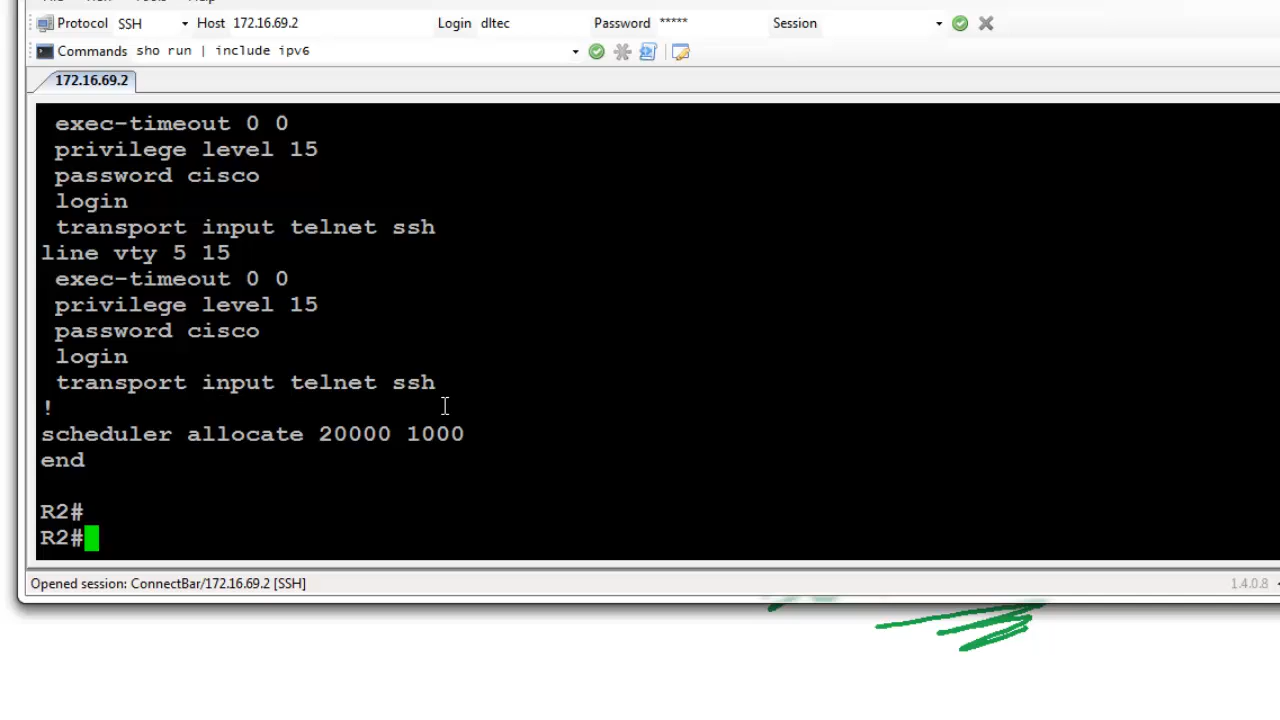 Protocol SSH Host 172.16.69.2 Login dltec Password ***** Session
Commands sho run | include ipv6
172.16.69.2
exec-timeout 0 0
privilege level 15
password cisco
login
transport input telnet ssh
line vty 5 15
exec-timeout 0 0
privilege level 15
password cisco
login
transport input telnet ssh
!
scheduler allocate 20000 1000
end
R2#
R2#
Opened session: ConnectBar/172.16.69.2 [SSH] 1.4.0.8